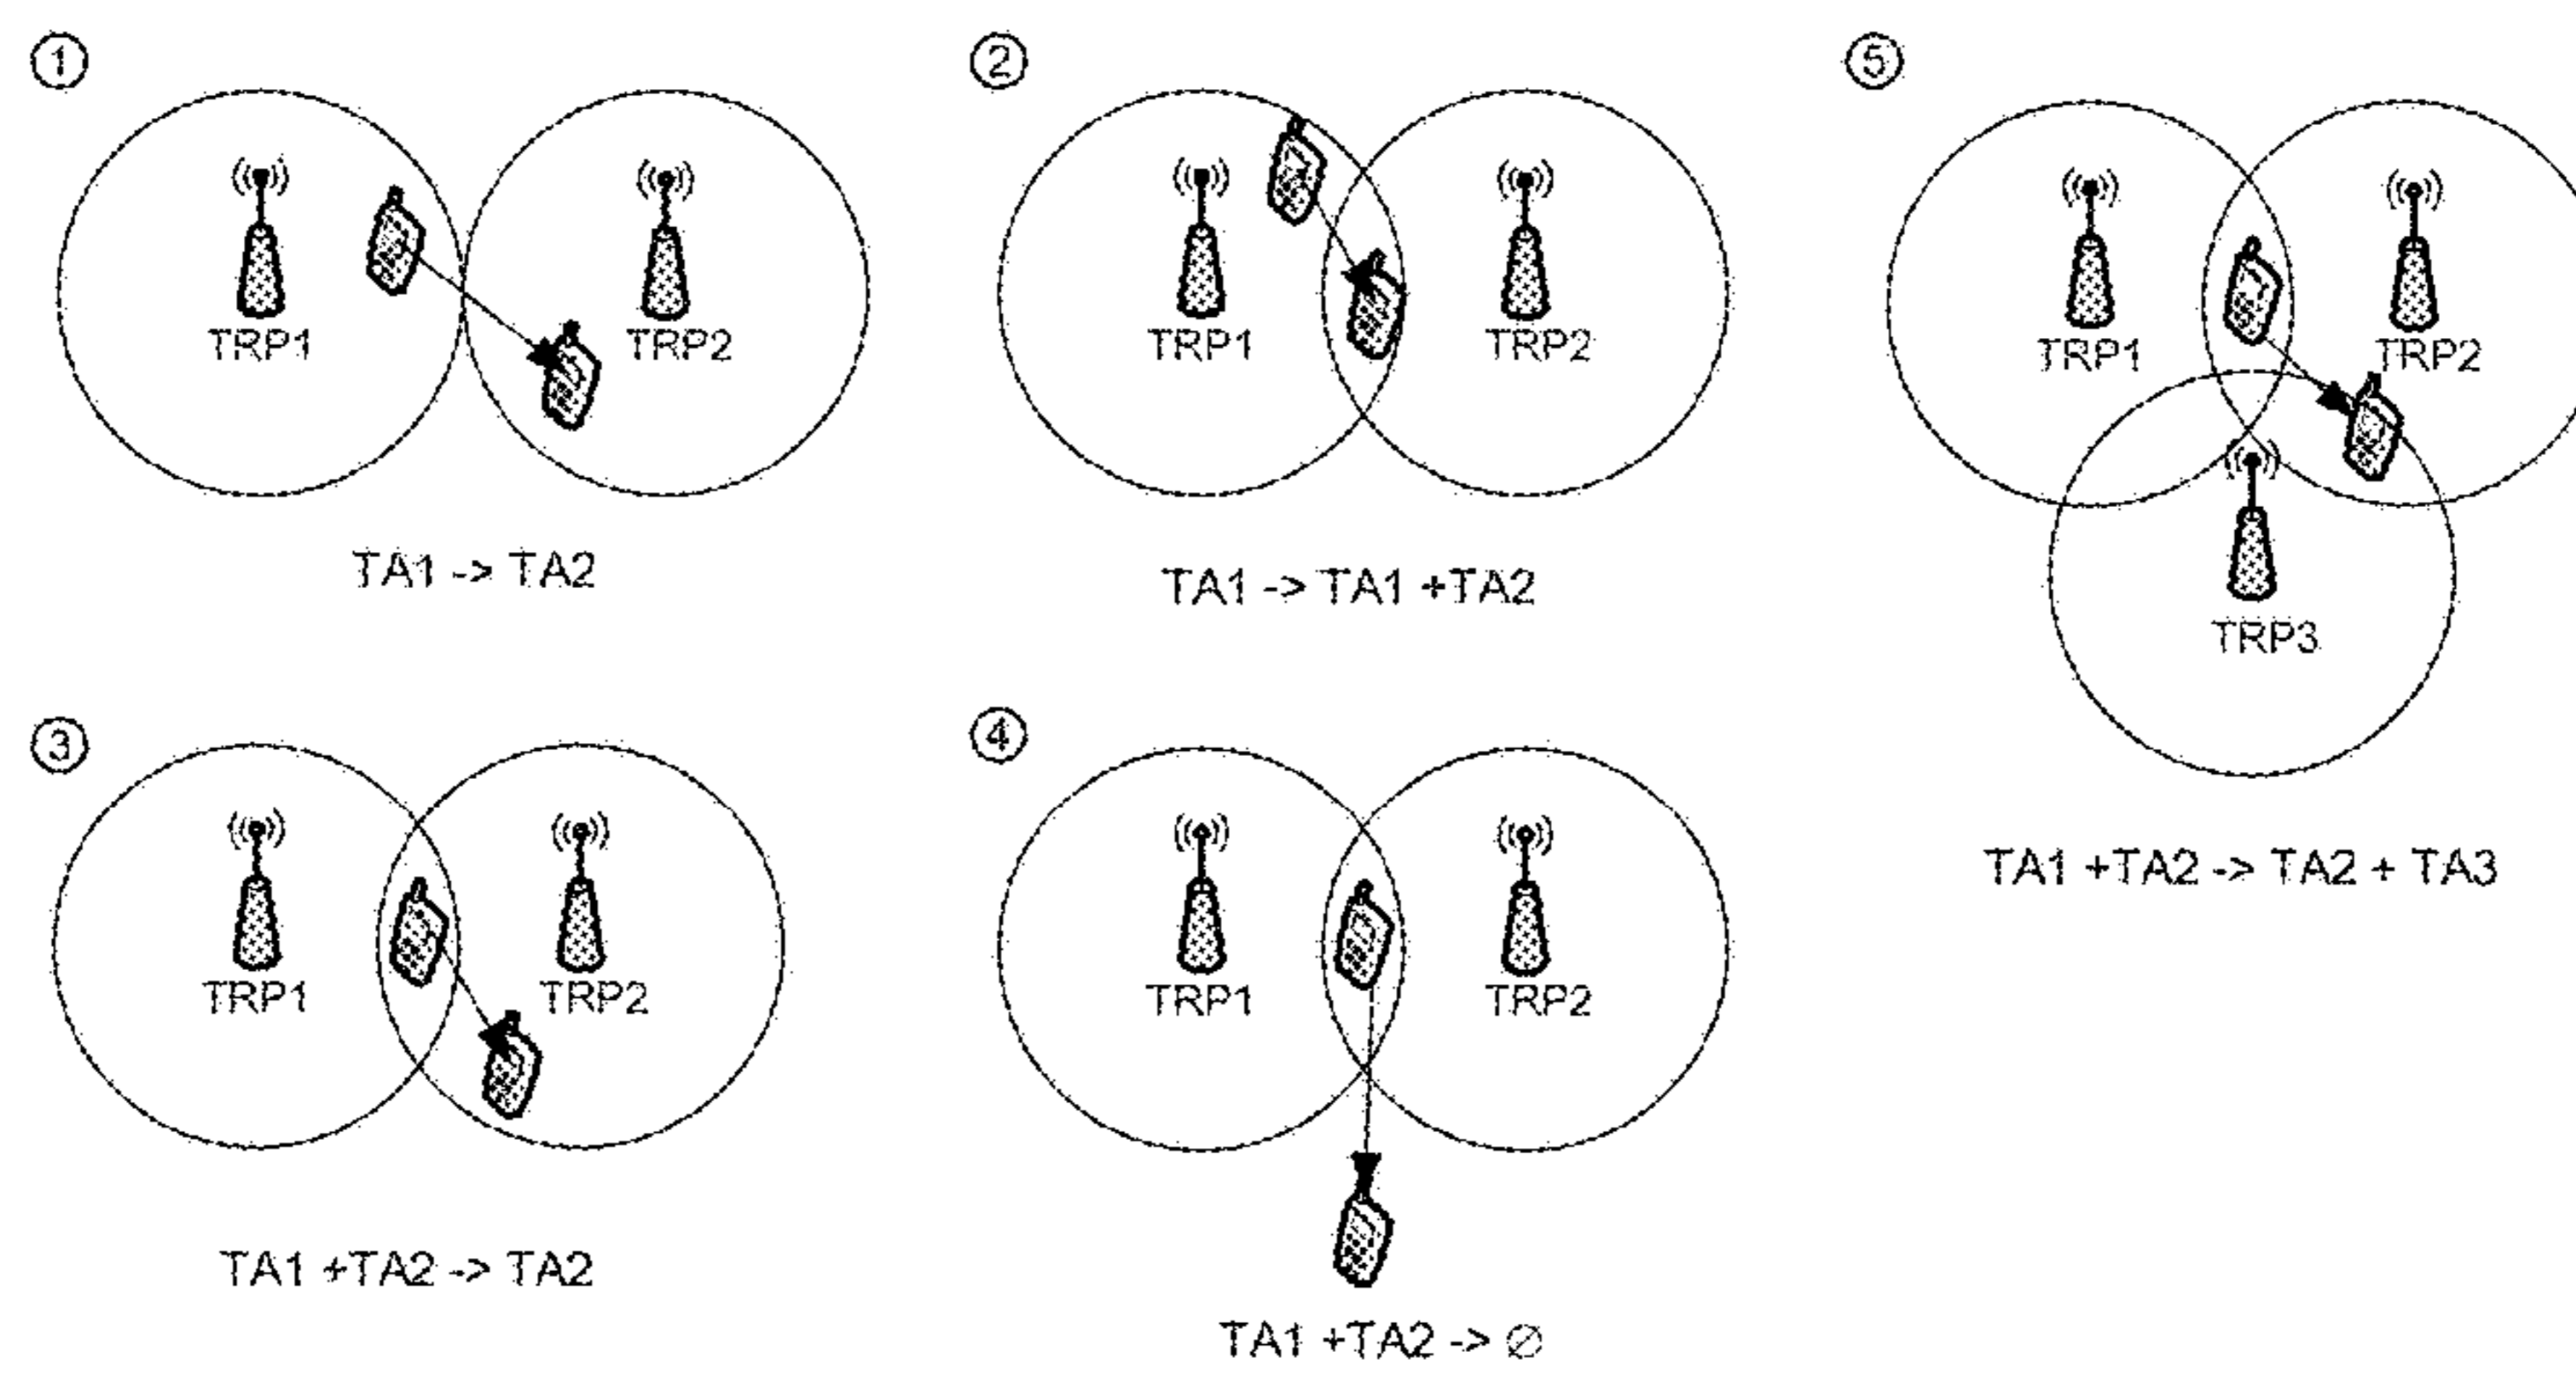 ①
TRP1 TRP2
TA1 -> TA2
②
TRP1 TRP2
TA1 -> TA1 +TA2
⑤
TRP1 TRP2
TRP3
TA1 +TA2 -> TA2 + TA3
③
TRP1 TRP2
TA1 +TA2 -> TA2
④
TRP1 TRP2
TA1 +TA2 -> ∅